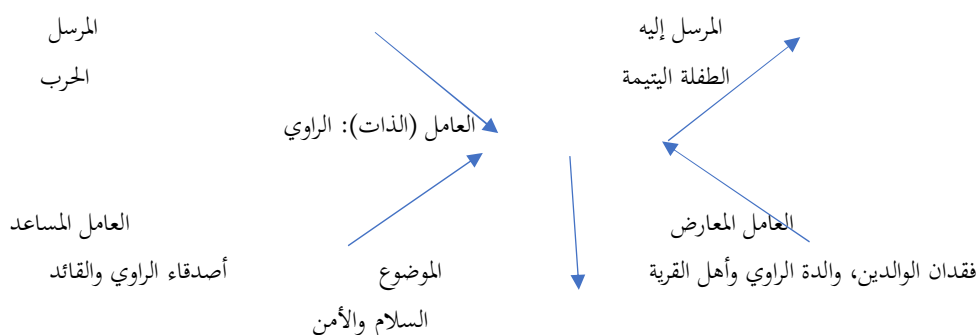 المرسل إليه
المرسل
الطفلة اليتيمة
الحرب
العامل (الذات): الراوي
العامل المعارض
العامل المساعد
فقدان الوالدين، والدة الراوي وأهل القرية
الموضوع
أصدقاء الراوي والقائد
السلام والأمن